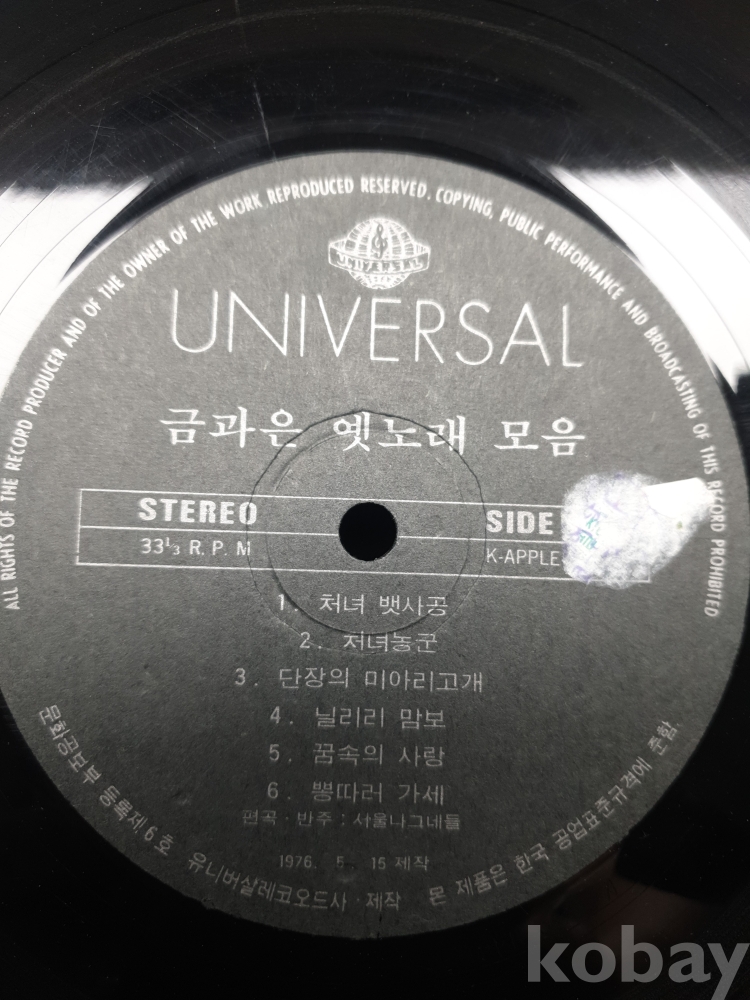 ALL RIGHTS OF THE RECORD PRODUCER AND OF THE OWNER OF THE WORK REPRODUCED RESERVED. COPYING, PUBLIC PERFORMANCE AND BROADCASTING OF THIS RECORD PROHIBITED
UNIVERSAL
UNIVERSAL
금과은 옛노래 모음
STEREO SIDE
33⅓ R. P. M K-APPLE
1. 처녀 뱃사공
2. 처녀농군
3. 단장의 미아리고개
4. 닐리리 맘보
5. 꿈속의 사랑
6. 뽕따러 가세
편곡·반주 : 서울나그네들
1976. 5. 15 제작
문화공보부 등록제6호 유니버살레코오드사·제작 본 제품은 한국 공업표준규격에 준함
kobay